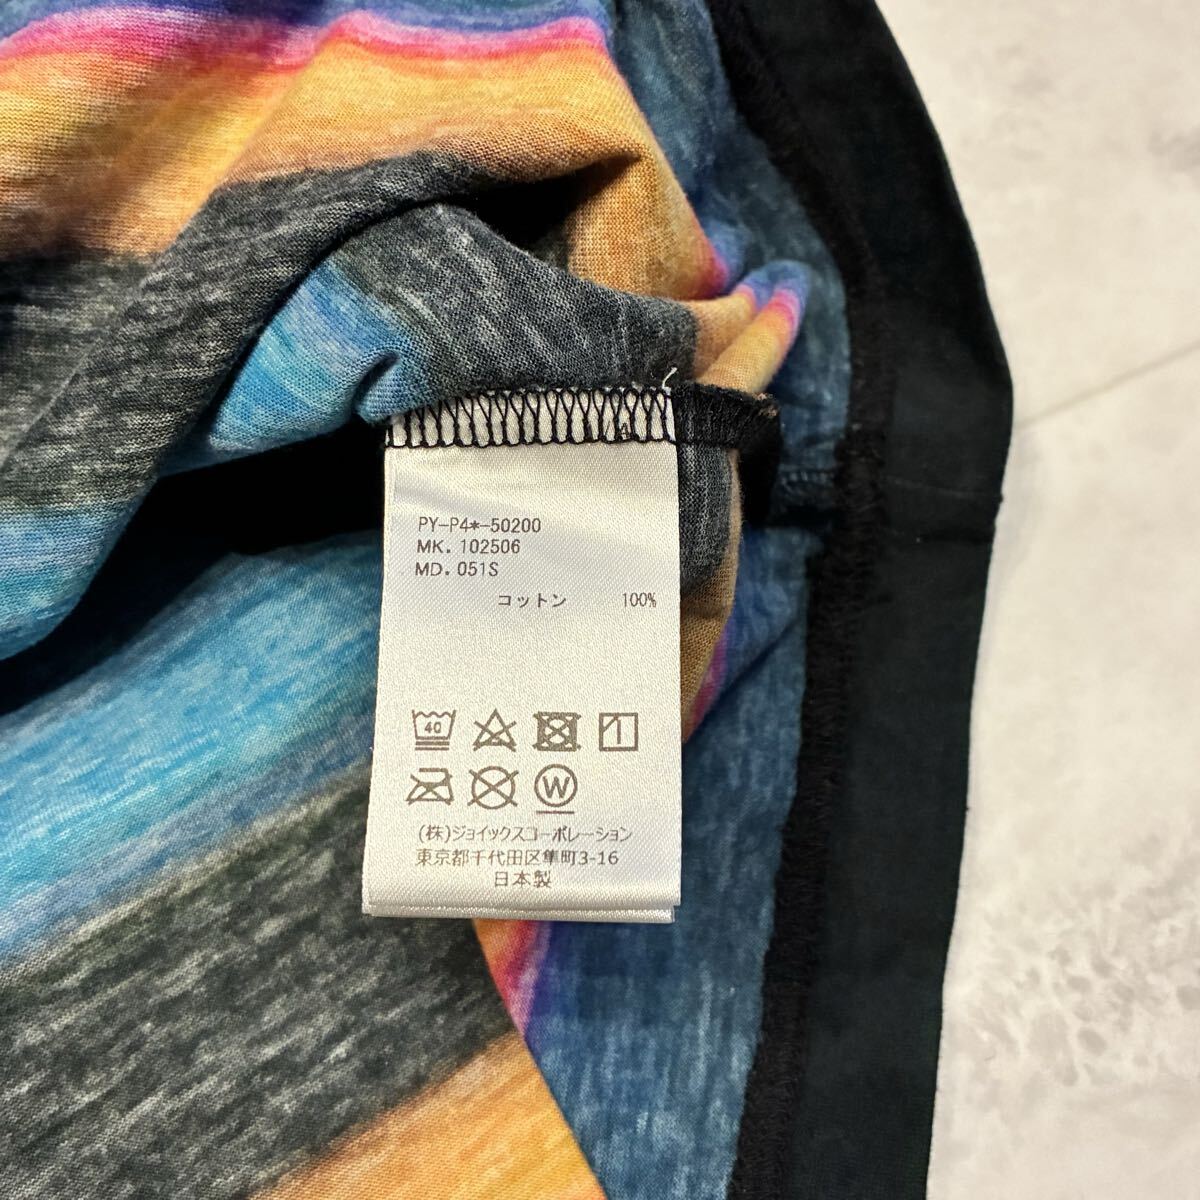 PY-P4*-50200
MK. 102506
MD. 051S
コットン 100%
40
W
(株)ジョイックスコーポレーション
東京都千代田区隼町3-16
日本製